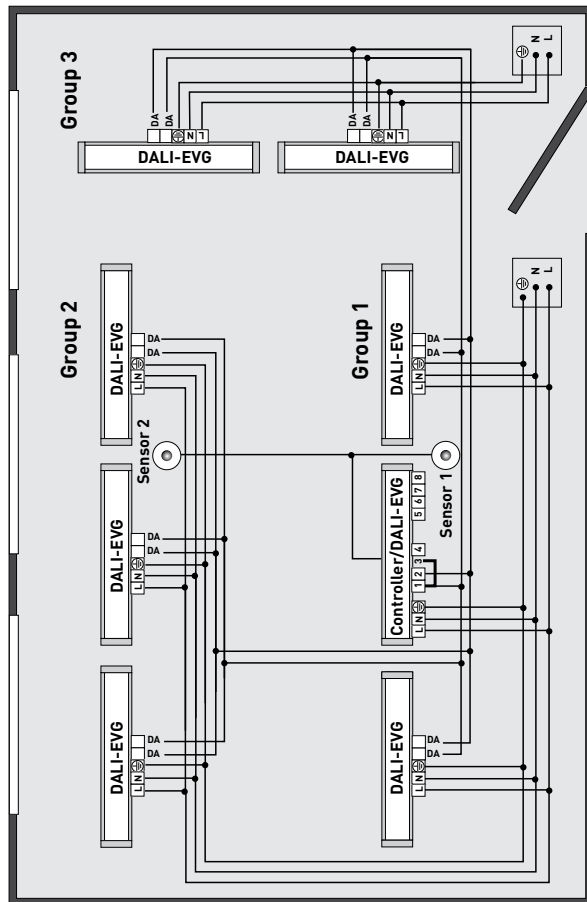 Group 3
DA
DA
N
L
DALI-EVG
DA
DA
N
L
DALI-EVG
N
L
Group 2
DALI-EVG
DA
DA
N
L
Sensor 2
DALI-EVG
DA
DA
N
L
DALI-EVG
DA
DA
N
L
Group 1
DALI-EVG
DA
DA
N
L
N
L
Sensor 1
Controller/DALI-EVG
L N 1 2 3 4 5 6 7 8
DALI-EVG
DA
DA
N
L